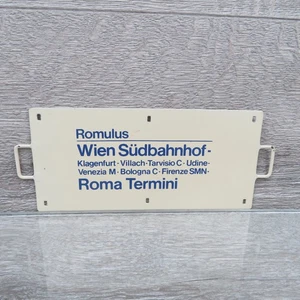 Romulus
Wien Südbahnhof-
Klagenfurt·Villach·Tarvisio C·Udine-
Venezia M·Bologna C·Firenze SMN-
Roma Termini